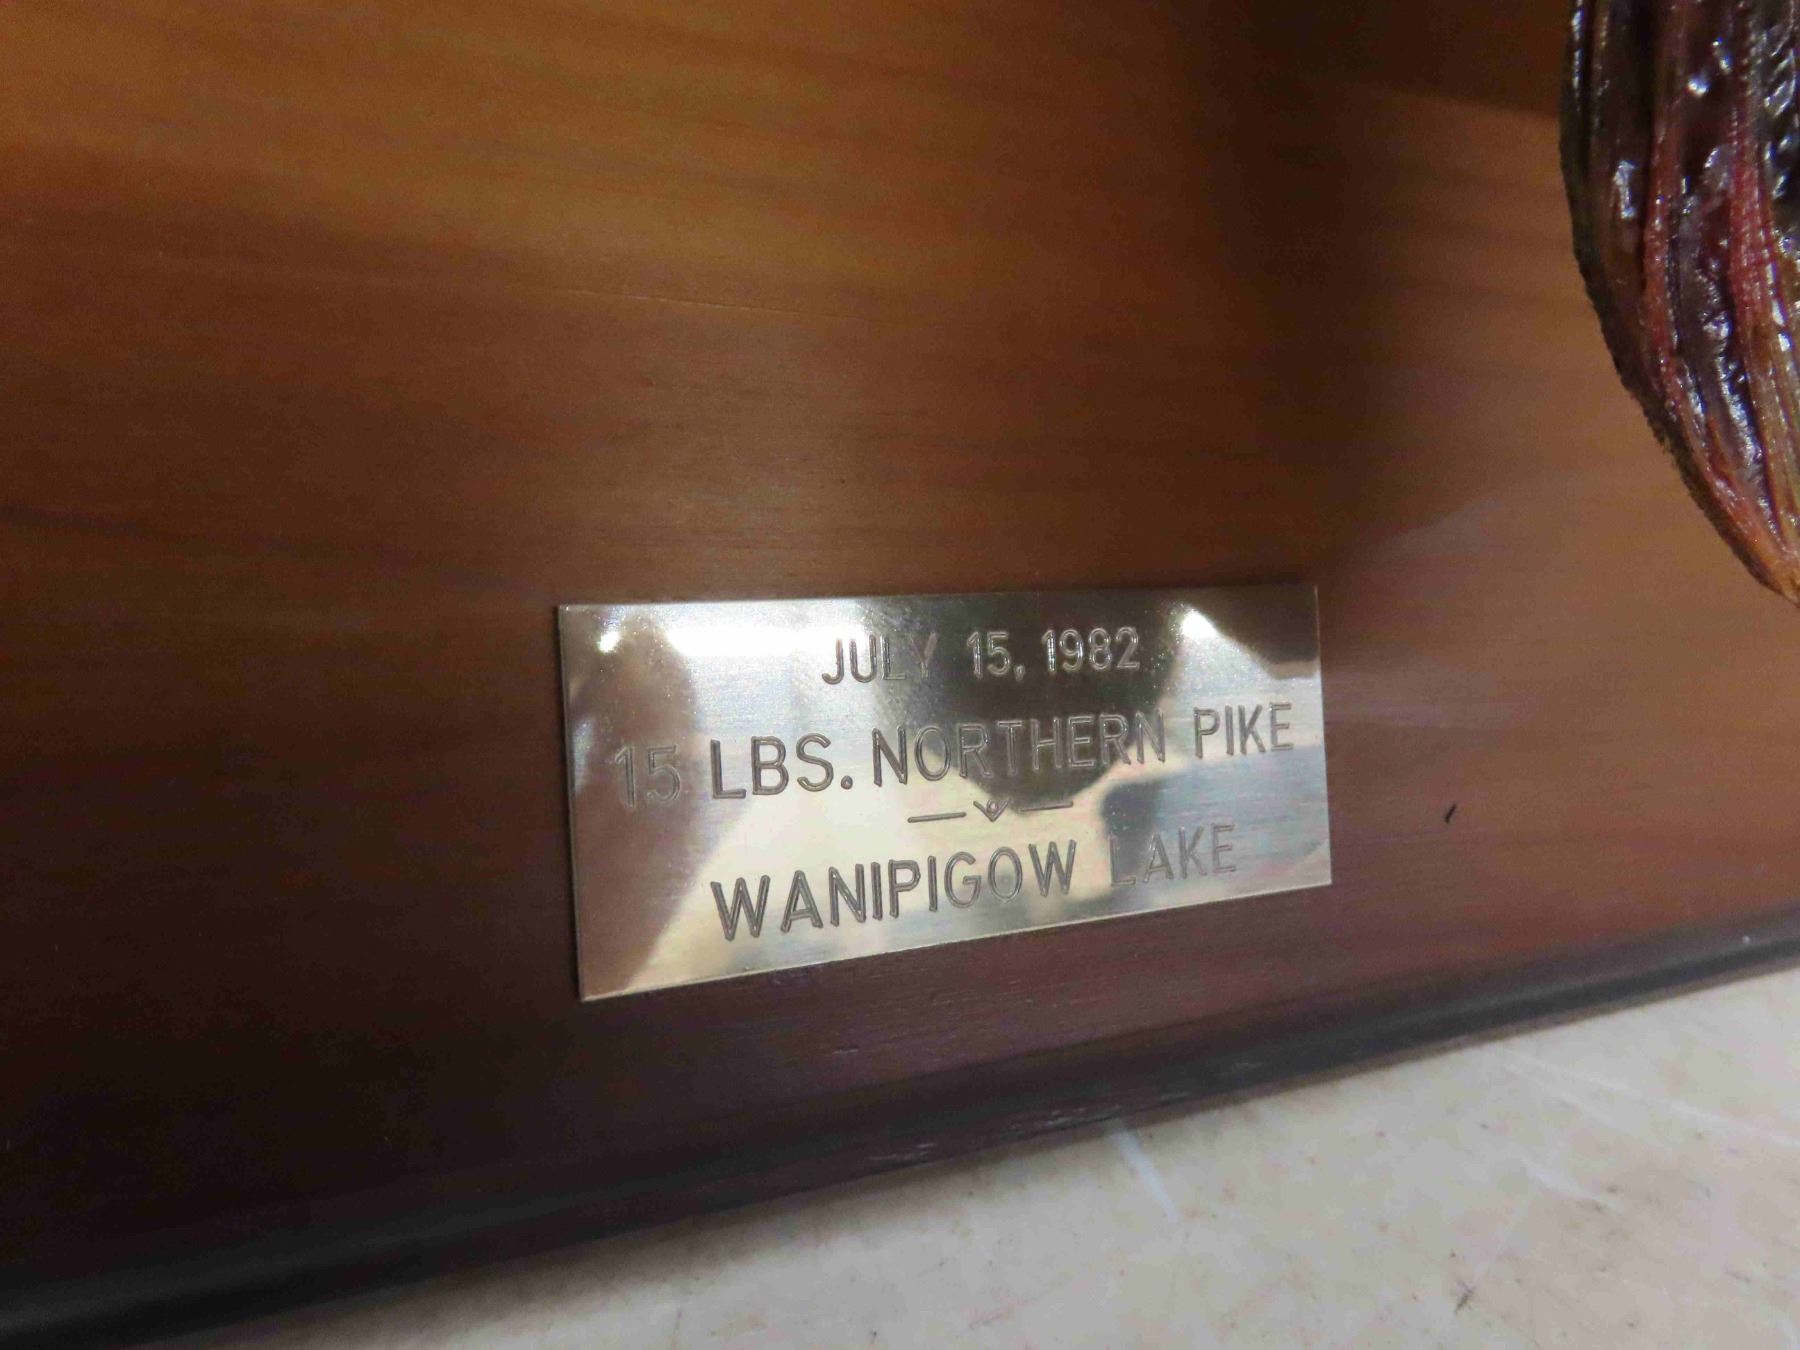 JULY 15, 1982
15 LBS. NORTHERN PIKE
WANIPIGOW LAKE